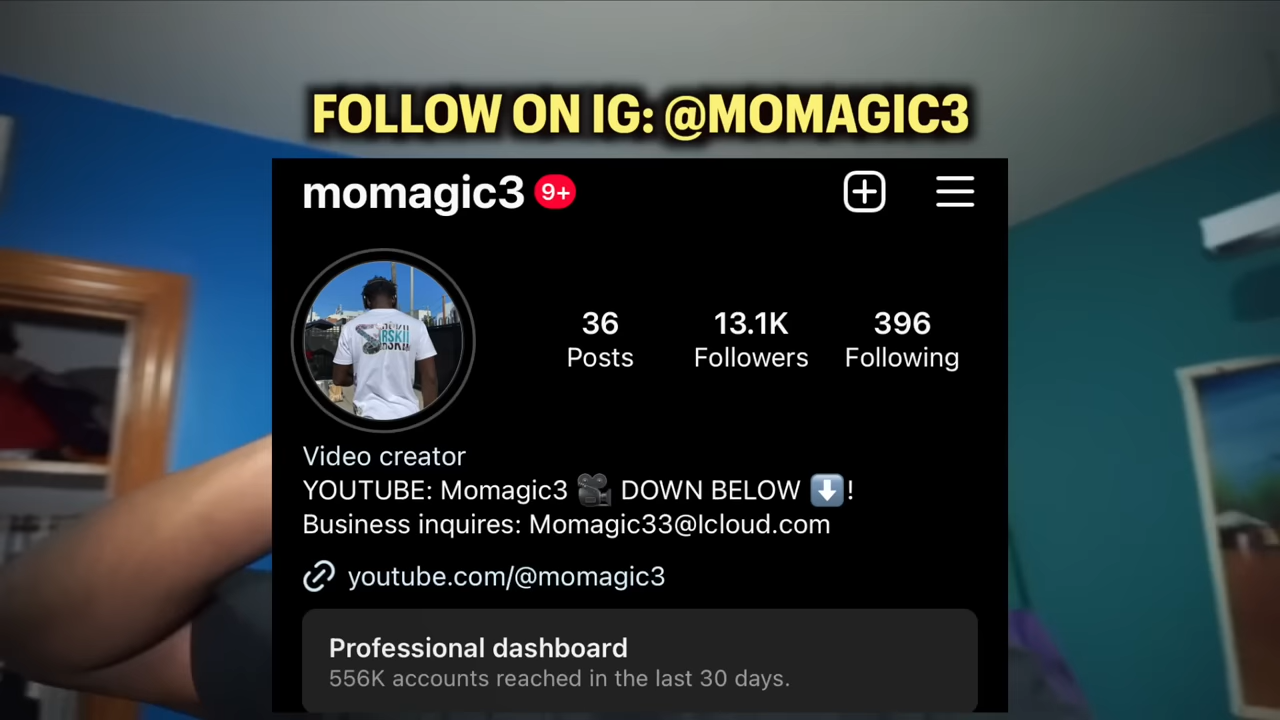 FOLLOW ON IG: @MOMAGIC3
momagic3 9+
36 13.1K 396
Posts Followers Following
Video creator
YOUTUBE: Momagic3 🎥 DOWN BELOW ⬇️!
Business inquires: Momagic33@Icloud.com
youtube.com/@momagic3
Professional dashboard
556K accounts reached in the last 30 days.